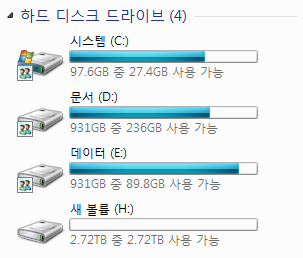 하드 디스크 드라이브 (4)
시스템 (C:)
97.6GB 중 27.4GB 사용 가능
문서 (D:)
931GB 중 236GB 사용 가능
데이터 (E:)
931GB 중 89.8GB 사용 가능
새 볼륨 (H:)
2.72TB 중 2.72TB 사용 가능